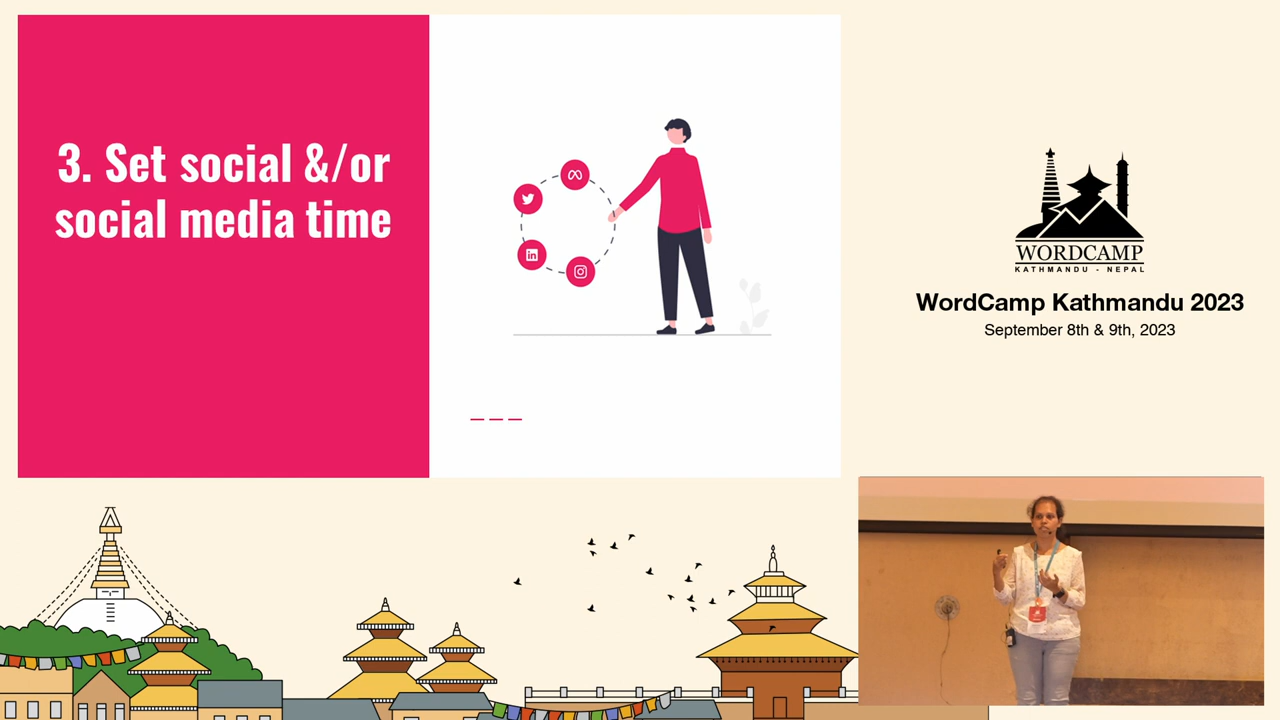 3. Set social &/or
social media time
WORDCAMP
KATHMANDU - NEPAL
WordCamp Kathmandu 2023
September 8th & 9th, 2023